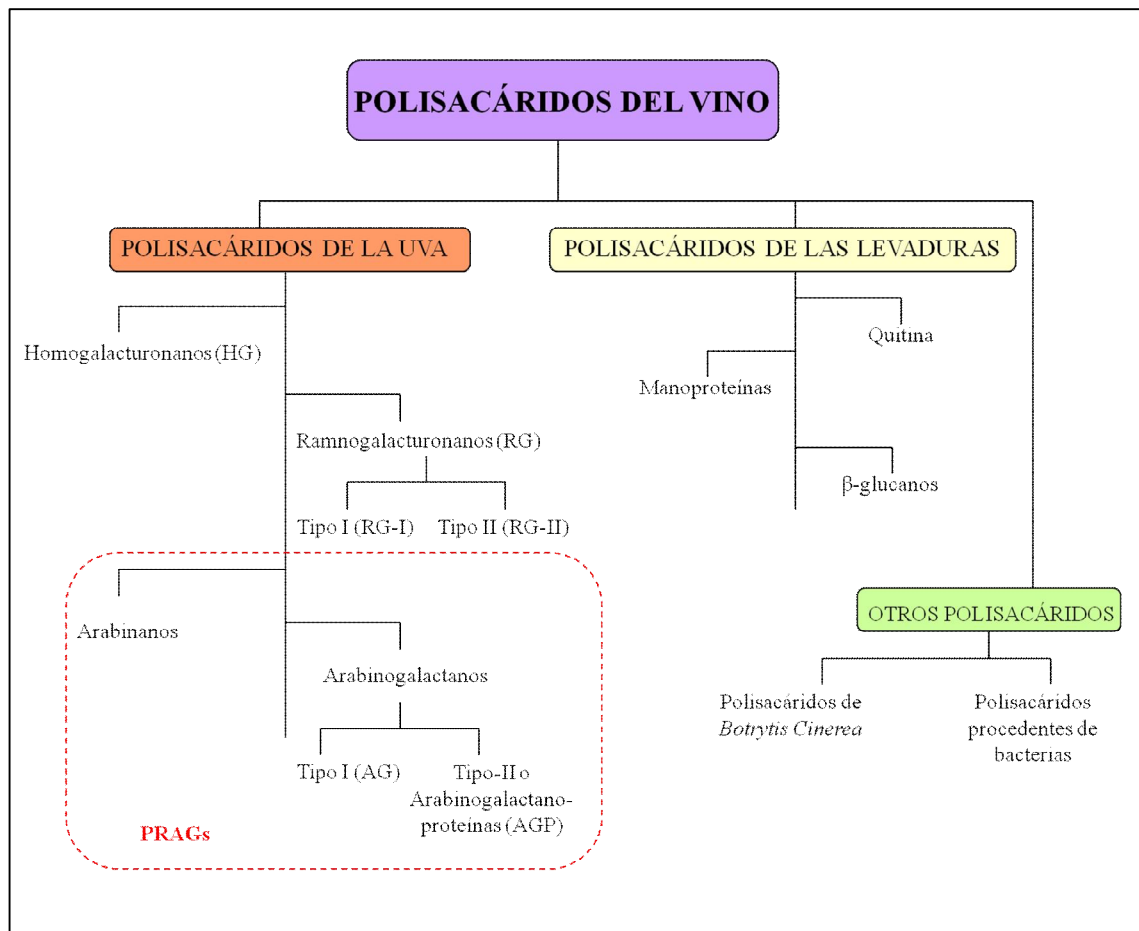 POLISACÁRIDOS DEL VINO
POLISACÁRIDOS DE LA UVA
POLISACÁRIDOS DE LAS LEVADURAS
Homogalacturonanos (HG)
Ramnogalacturonanos (RG)
Tipo I (RG-I)
Tipo II (RG-II)
Arabinanos
Arabinogalactanos
Tipo I (AG)
Tipo-II o
Arabinogalactano-
proteínas (AGP)
PRAGs
Quitina
Manoproteínas
β-glucanos
OTROS POLISACÁRIDOS
Polisacáridos de
Botrytis Cinerea
Polisacáridos
procedentes de
bacterias